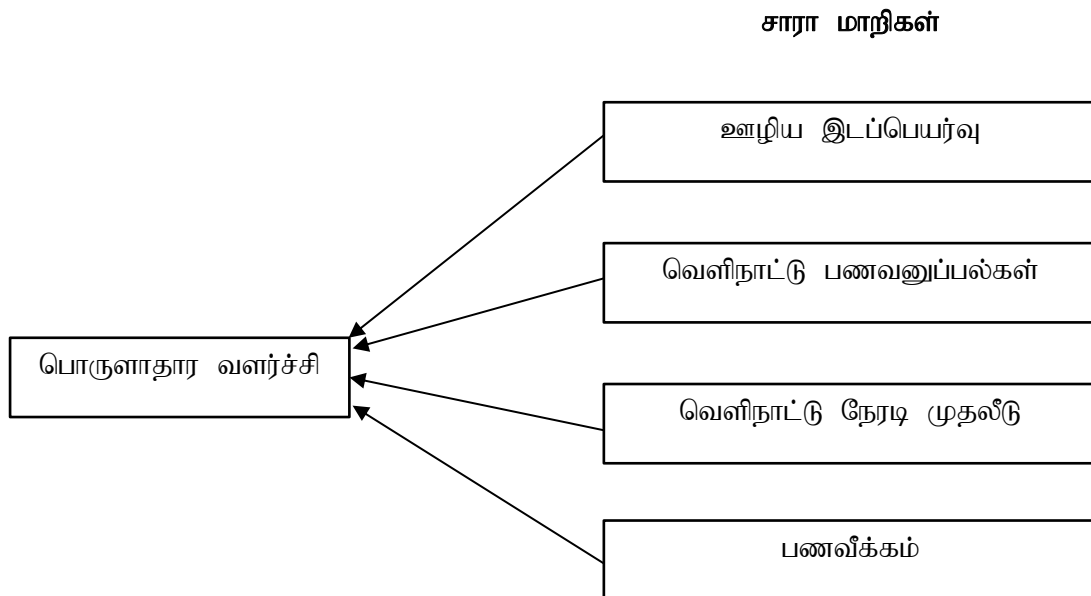 சாரா மாறிகள்
ஊழிய இடப்பெயர்வு
வெளிநாட்டு பணவனுப்பல்கள்
பொருளாதார வளர்ச்சி
வெளிநாட்டு நேரடி முதலீடு
பணவீக்கம்